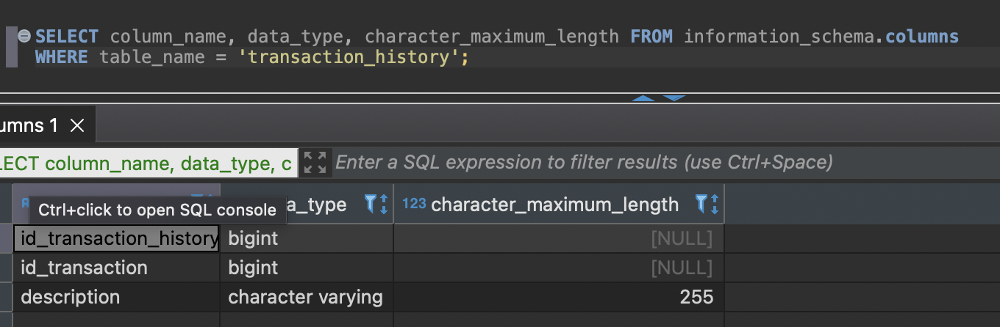 SELECT column_name, data_type, character_maximum_length FROM information_schema.columns
WHERE table_name = 'transaction_history';
umns 1
LECT column_name, data_type, c
Enter a SQL expression to filter results (use Ctrl+Space)
Ctrl+click to open SQL console
a_type
123 character_maximum_length
id_transaction_history bigint [NULL]
id_transaction bigint [NULL]
description character varying 255